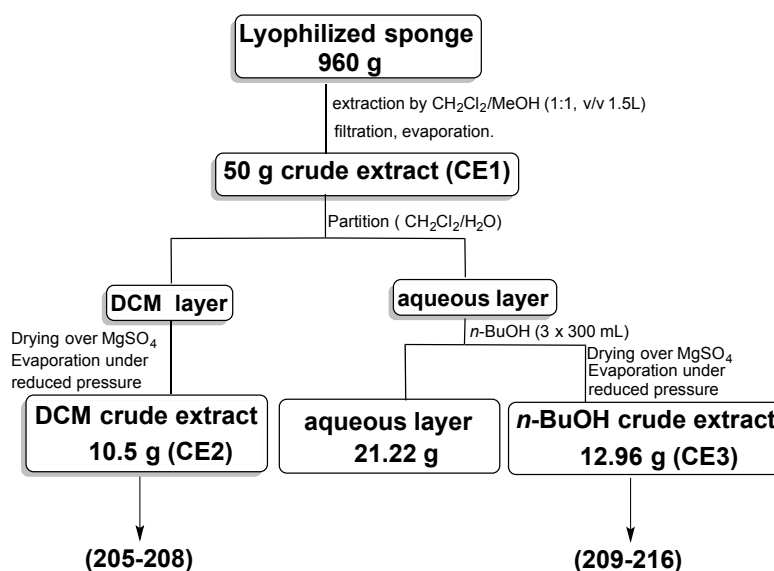 Lyophilized sponge
960 g
extraction by CH₂Cl₂/MeOH (1:1, v/v 1.5L)
filtration, evaporation.
50 g crude extract (CE1)
Partition ( CH₂Cl₂/H₂O)
DCM layer
aqueous layer
Drying over MgSO₄
Evaporation under
reduced pressure
n-BuOH (3 x 300 mL)
Drying over MgSO₄
Evaporation under
reduced pressure
DCM crude extract
10.5 g (CE2)
aqueous layer
21.22 g
n-BuOH crude extract
12.96 g (CE3)
(205-208)
(209-216)